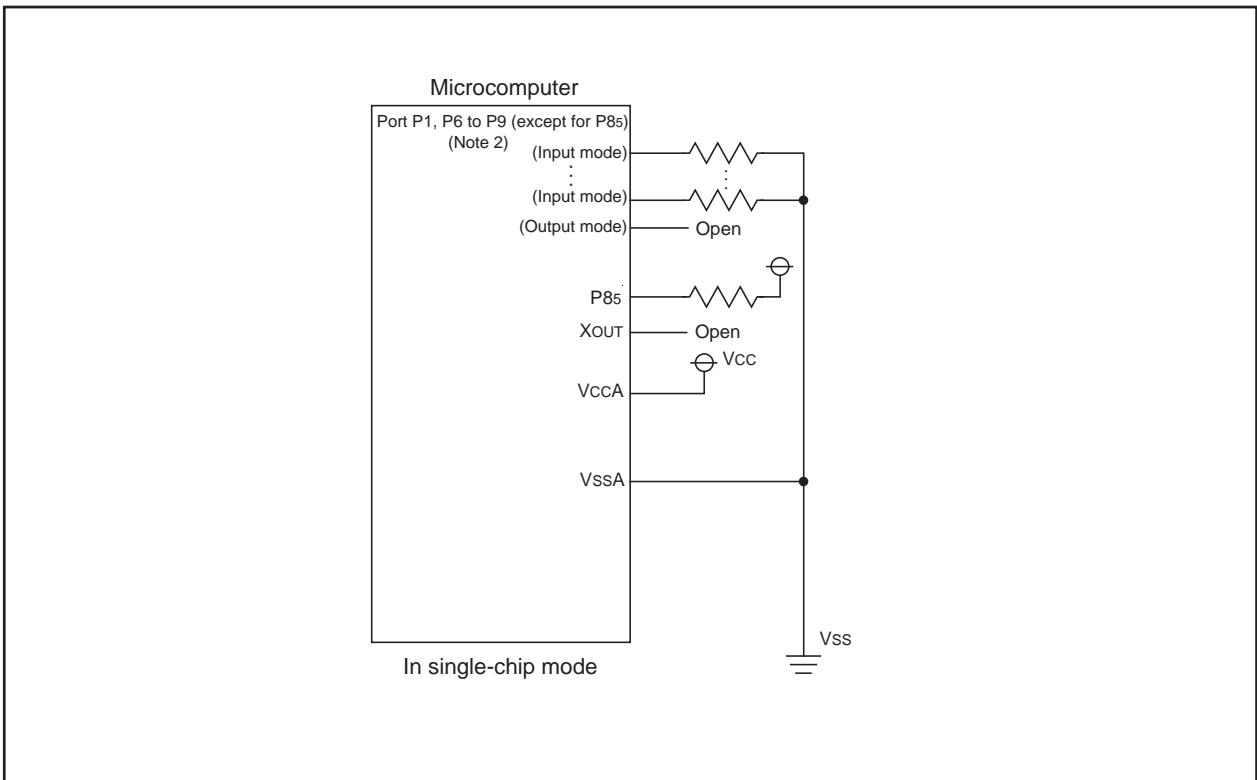 Microcomputer
Port P1, P6 to P9 (except for P85)
(Note 2)
(Input mode)
(Input mode)
(Output mode)
Open
P85
XOUT
Open
VCC
VCCA
VSSA
VSS
In single-chip mode